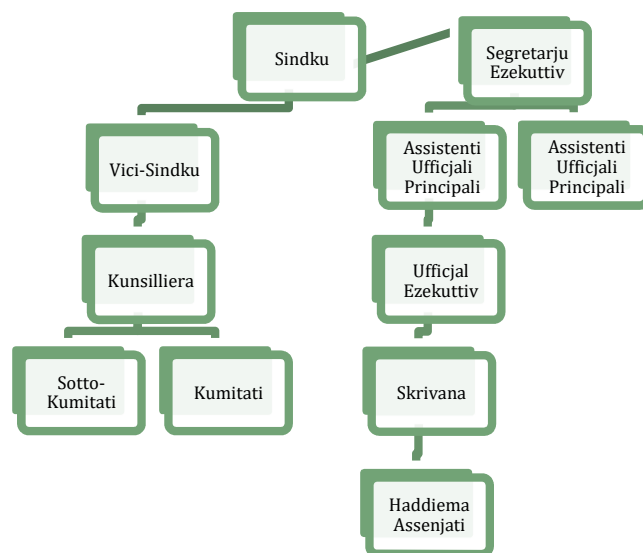 Sindku
Segretarju
Ezekuttiv
Vici-Sindku
Assistenti
Ufficjali
Principali
Assistenti
Ufficjali
Principali
Kunsilliera
Ufficjal
Ezekuttiv
Sotto-
Kumitati
Kumitati
Skrivana
Haddiema
Assenjati